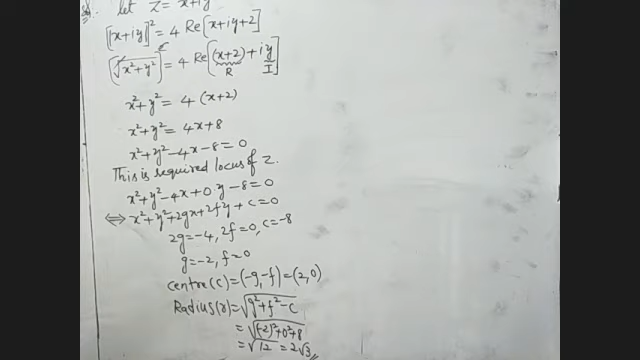 let Z = x+iy
|x+iy|² = 4 Re[x+iy+2]
(√x²+y²)² = 4 Re[(x+2)+iy]
R I
x²+y² = 4(x+2)
x²+y² = 4x+8
x²+y²-4x-8=0
This is required locus of Z.
x²+y²-4x+0y-8=0
⇔ x²+y²+2gx+2fy+c=0
2g=-4, 2f=0, c=-8
g=-2, f=0
Centre(C) = (-g,-f) = (2,0)
Radius(r) = √g²+f²-c
= √(-2)²+0²+8
= √12 = 2√3